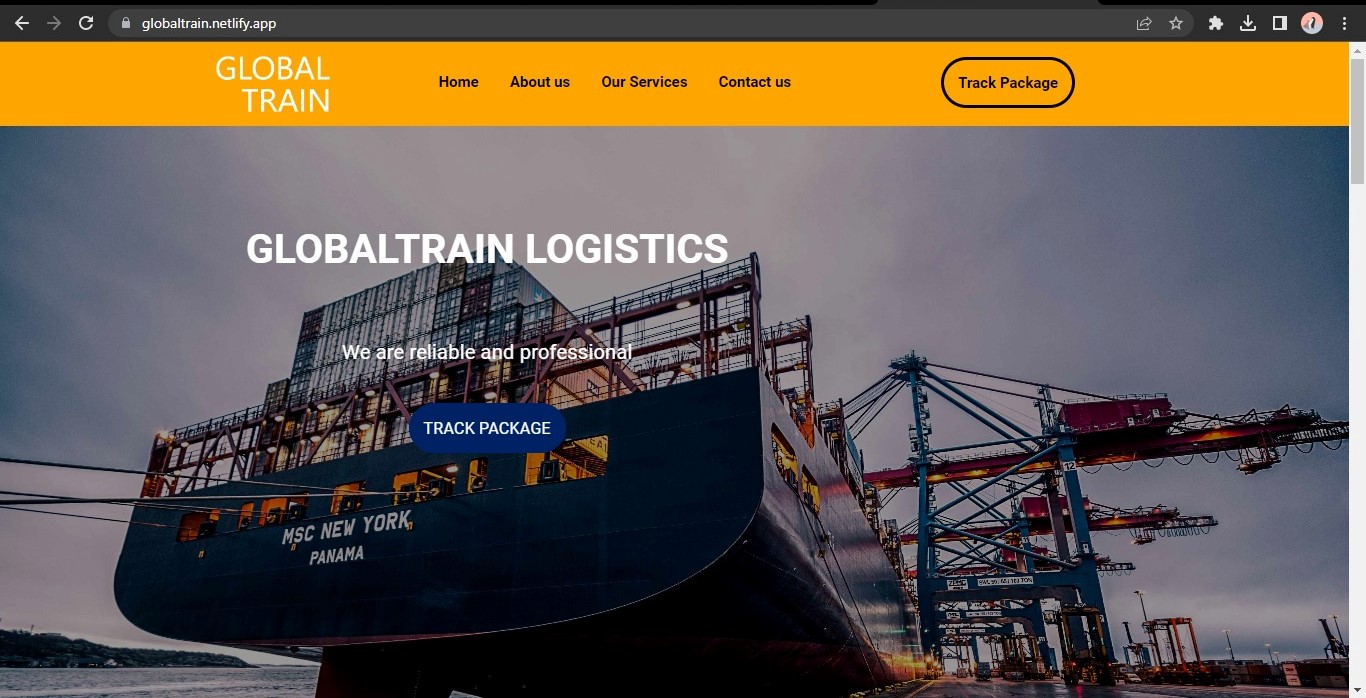 globaltrain.netlify.app
GLOBAL
TRAIN
Home
About us
Our Services
Contact us
Track Package
GLOBALTRAIN LOGISTICS
We are reliable and professional
TRACK PACKAGE
MSC NEW YORK
PANAMA
12